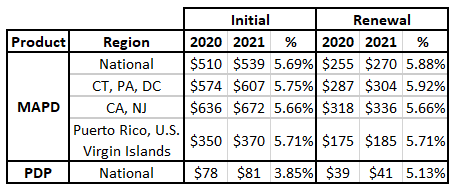 Initial Renewal
Product Region 2020 2021 % 2020 2021 %
MAPD
National $510 $539 5.69% $255 $270 5.88%
CT, PA, DC $574 $607 5.75% $287 $304 5.92%
CA, NJ $636 $672 5.66% $318 $336 5.66%
Puerto Rico, U.S.
Virgin Islands $350 $370 5.71% $175 $185 5.71%
PDP National $78 $81 3.85% $39 $41 5.13%